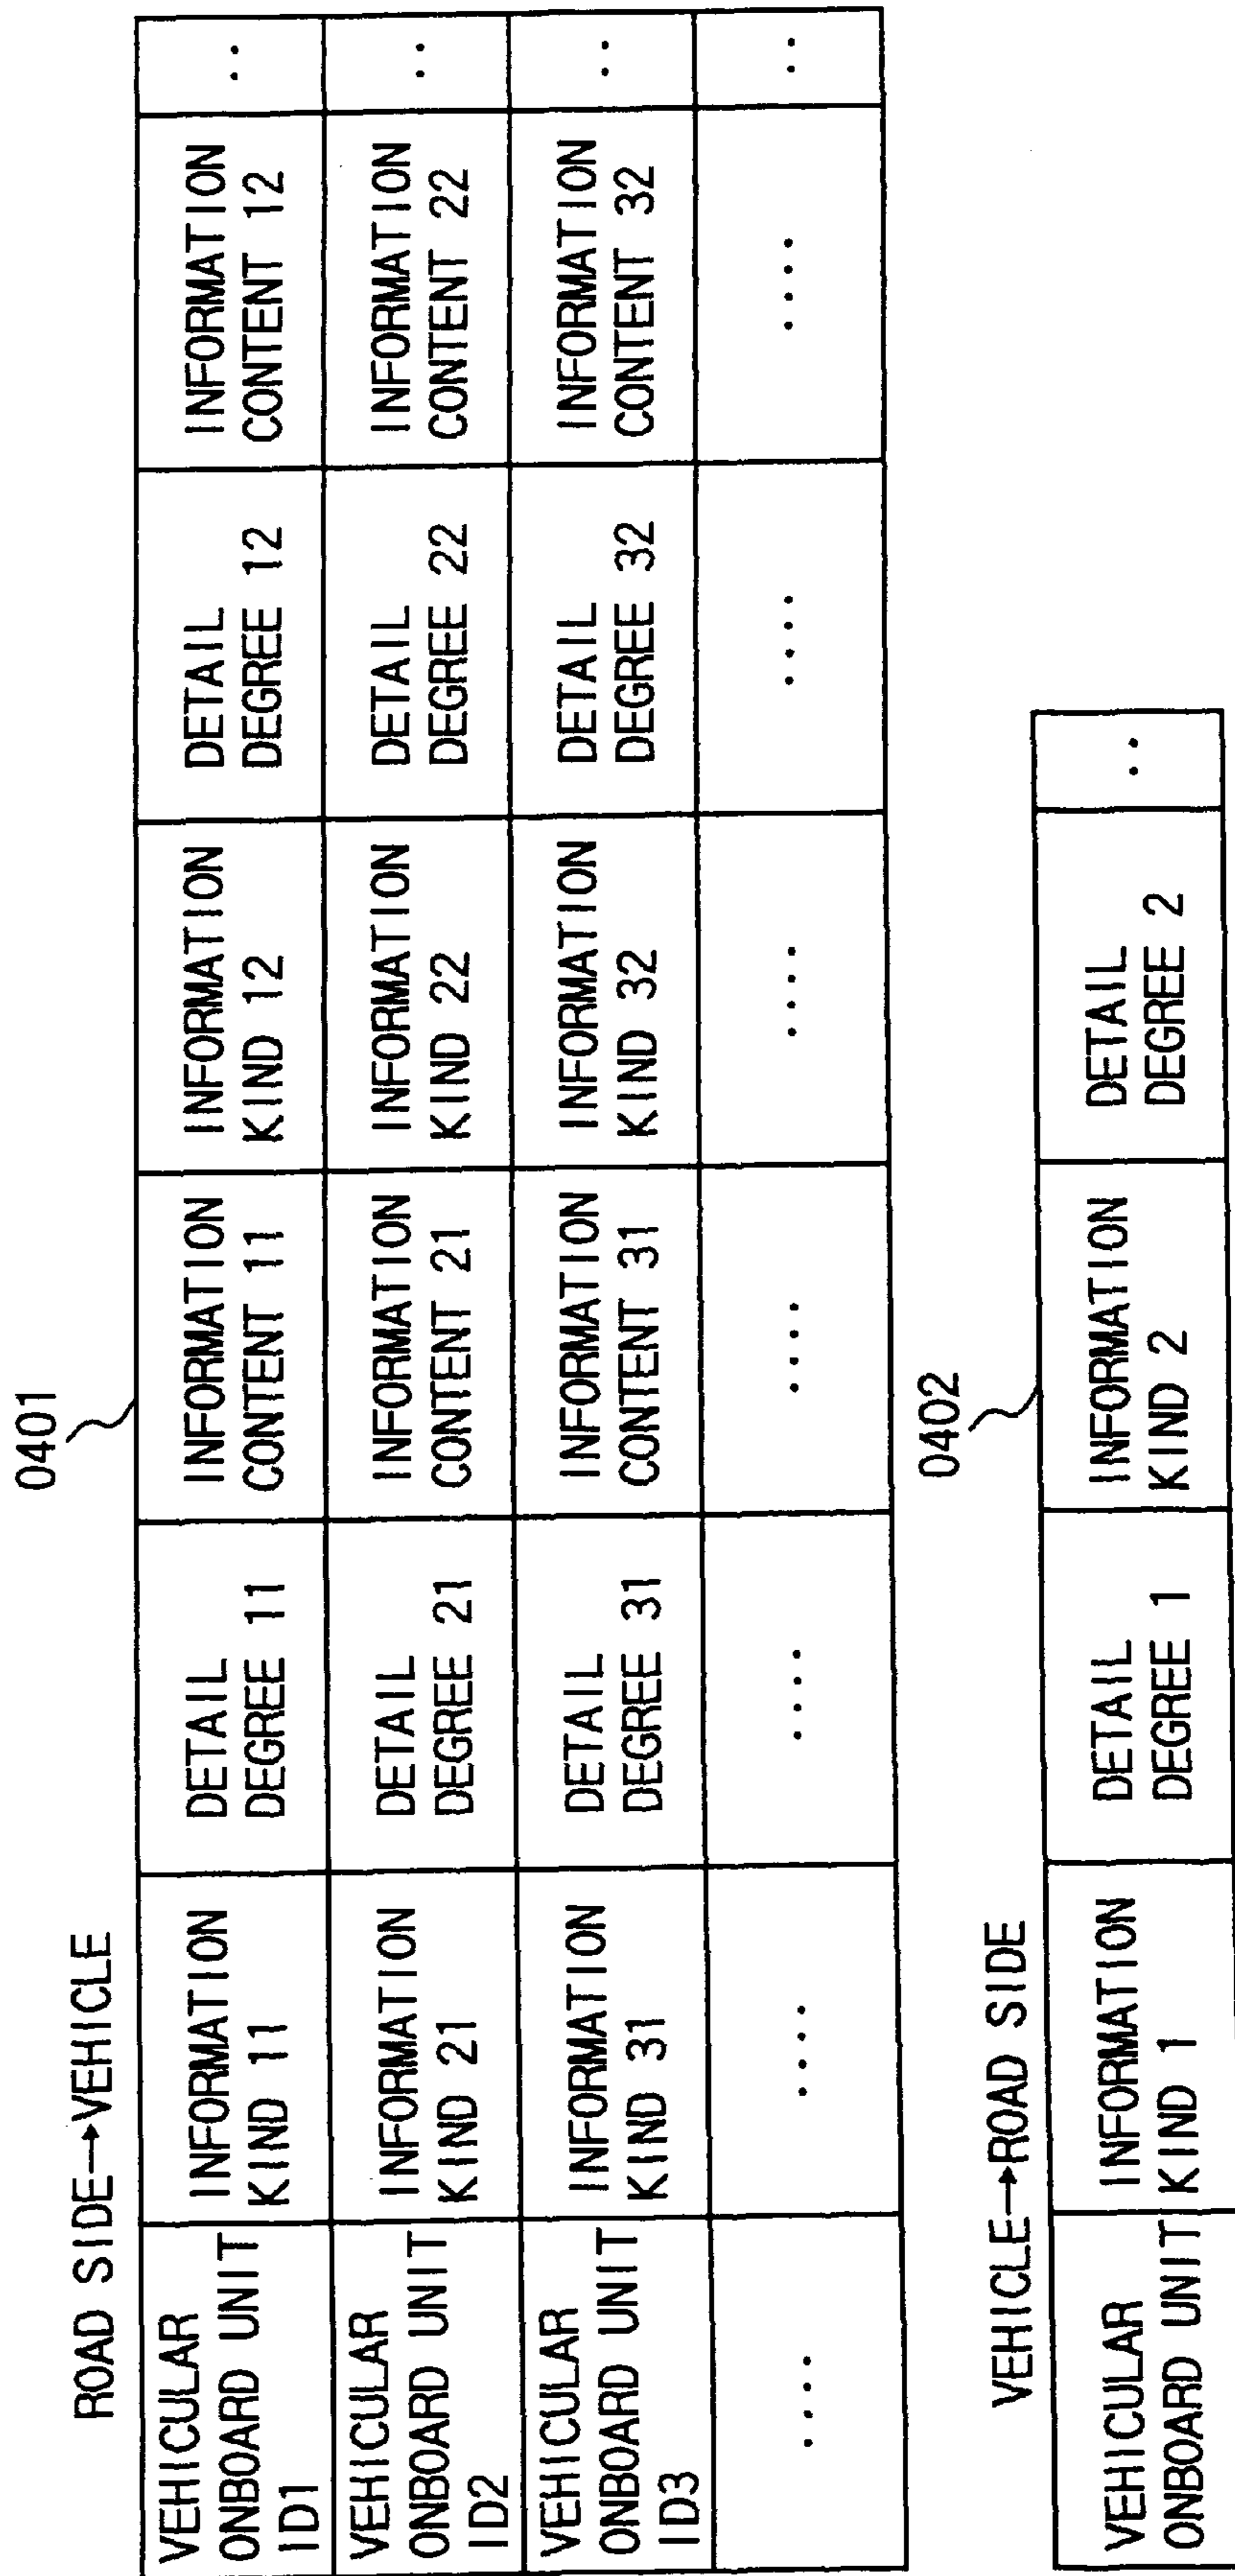 0401
ROAD SIDE→VEHICLE
VEHICULAR
ONBOARD UNIT
ID1
INFORMATION
KIND 11
DETAIL
DEGREE 11
INFORMATION
CONTENT 11
INFORMATION
KIND 12
DETAIL
DEGREE 12
INFORMATION
CONTENT 12
..
VEHICULAR
ONBOARD UNIT
ID2
INFORMATION
KIND 21
DETAIL
DEGREE 21
INFORMATION
CONTENT 21
INFORMATION
KIND 22
DETAIL
DEGREE 22
INFORMATION
CONTENT 22
..
VEHICULAR
ONBOARD UNIT
ID3
INFORMATION
KIND 31
DETAIL
DEGREE 31
INFORMATION
CONTENT 31
INFORMATION
KIND 32
DETAIL
DEGREE 32
INFORMATION
CONTENT 32
..
....
....
....
....
....
....
....
..
0402
VEHICLE→ROAD SIDE
VEHICULAR
ONBOARD UNIT
INFORMATION
KIND 1
DETAIL
DEGREE 1
INFORMATION
KIND 2
DETAIL
DEGREE 2
..